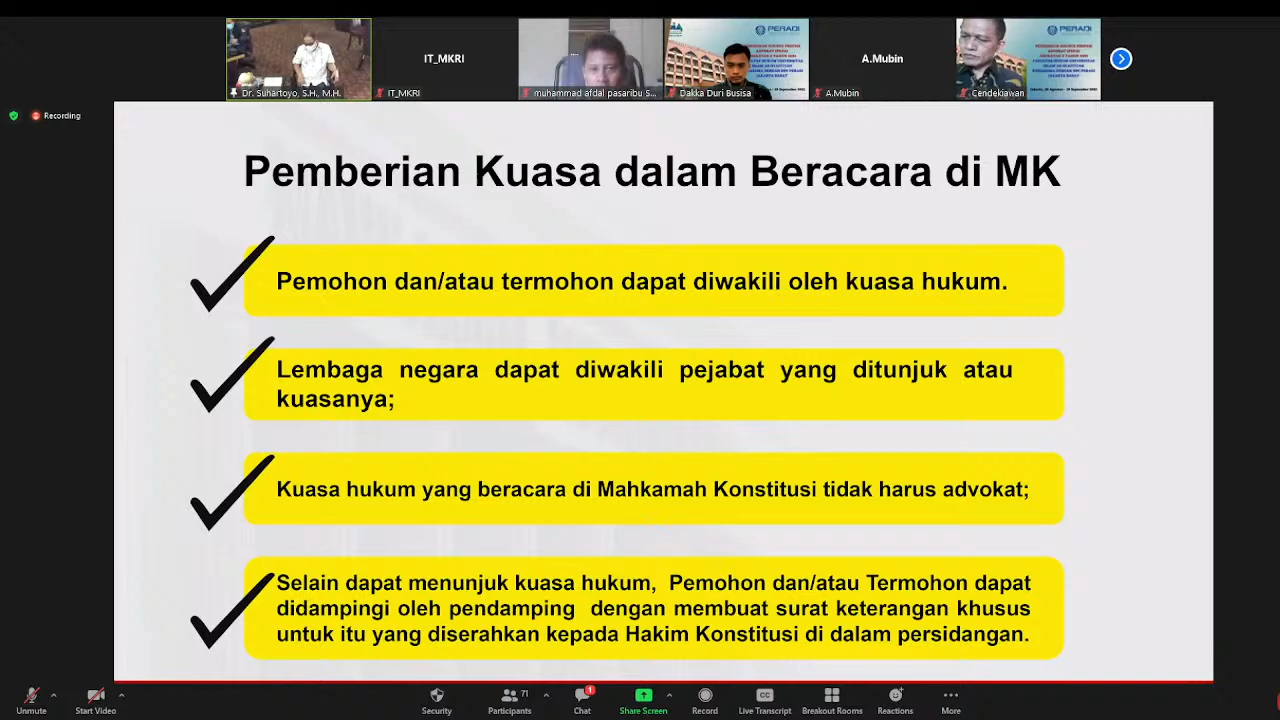 IT_MKRI
A.Mubin
PERADI
PERADI
Dr. Suhartoyo, S.H., M.H.
IT_MKRI
muhammad afdal pasaribu S...
Dakka Duri Busisa
A.Mubin
Cendekiawan
Recording
Pemberian Kuasa dalam Beracara di MK
Pemohon dan/atau termohon dapat diwakili oleh kuasa hukum.
Lembaga negara dapat diwakili pejabat yang ditunjuk atau
kuasanya;
Kuasa hukum yang beracara di Mahkamah Konstitusi tidak harus advokat;
Selain dapat menunjuk kuasa hukum, Pemohon dan/atau Termohon dapat
didampingi oleh pendamping dengan membuat surat keterangan khusus
untuk itu yang diserahkan kepada Hakim Konstitusi di dalam persidangan.
71
1
CC
Unmute
Start Video
Security
Participants
Chat
Share Screen
Record
Live Transcript
Breakout Rooms
Reactions
More